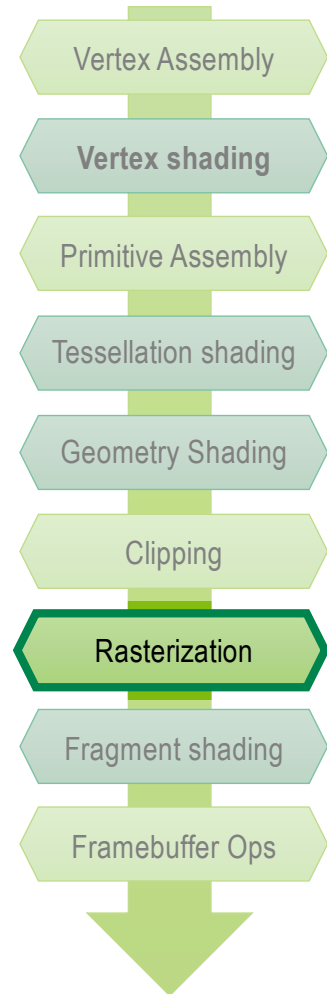 Vertex Assembly
Vertex shading
Primitive Assembly
Tessellation shading
Geometry Shading
Clipping
Rasterization
Fragment shading
Framebuffer Ops